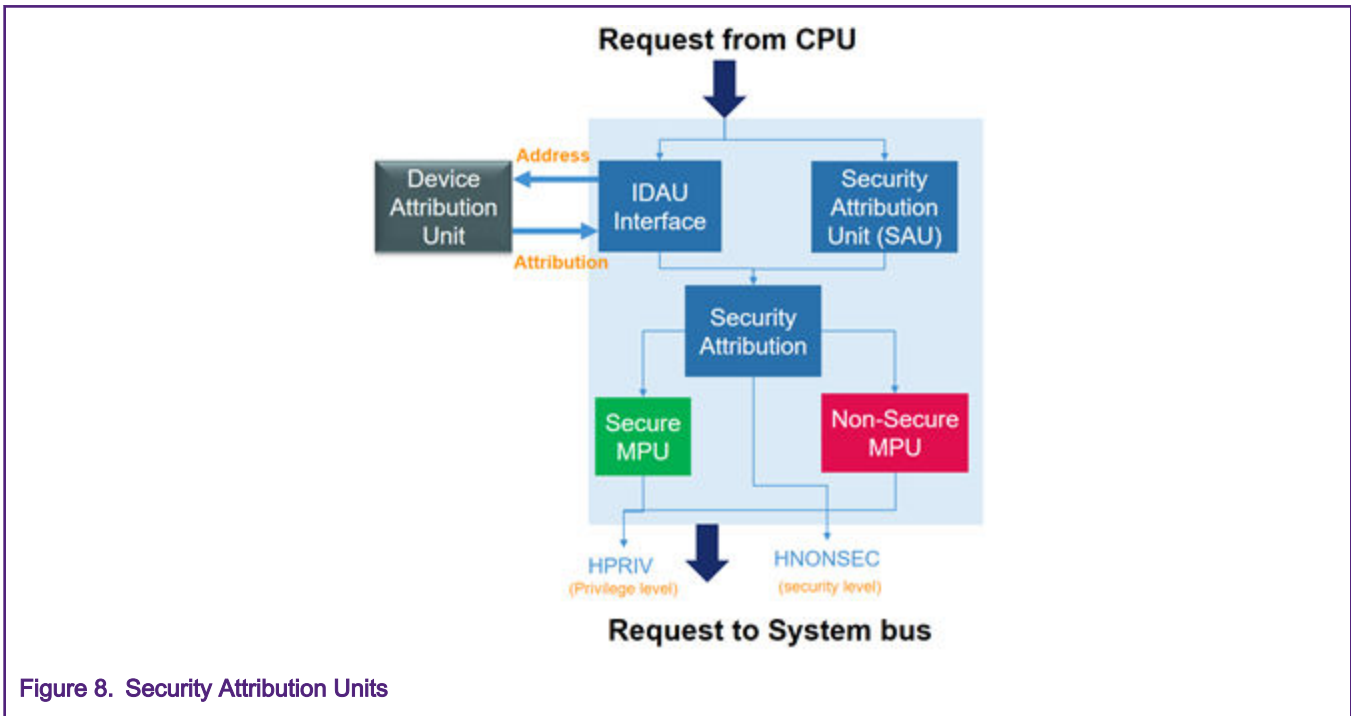 Request from CPU
Address
Device
Attribution
Unit
IDAU
Interface
Security
Attribution
Unit (SAU)
Attribution
Security
Attribution
Secure
MPU
Non-Secure
MPU
HPRIV
(Privilege level)
HNONSEC
(security level)
Request to System bus
Figure 8. Security Attribution Units